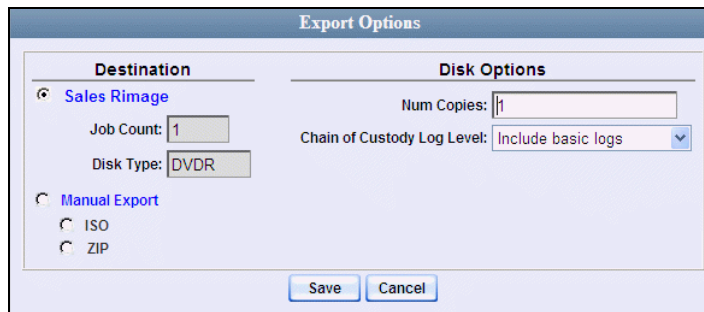 Export Options
Destination
Sales Rimage
Job Count: 1
Disk Type: DVDR
Manual Export
ISO
ZIP
Disk Options
Num Copies: 1
Chain of Custody Log Level: Include basic logs
Save
Cancel